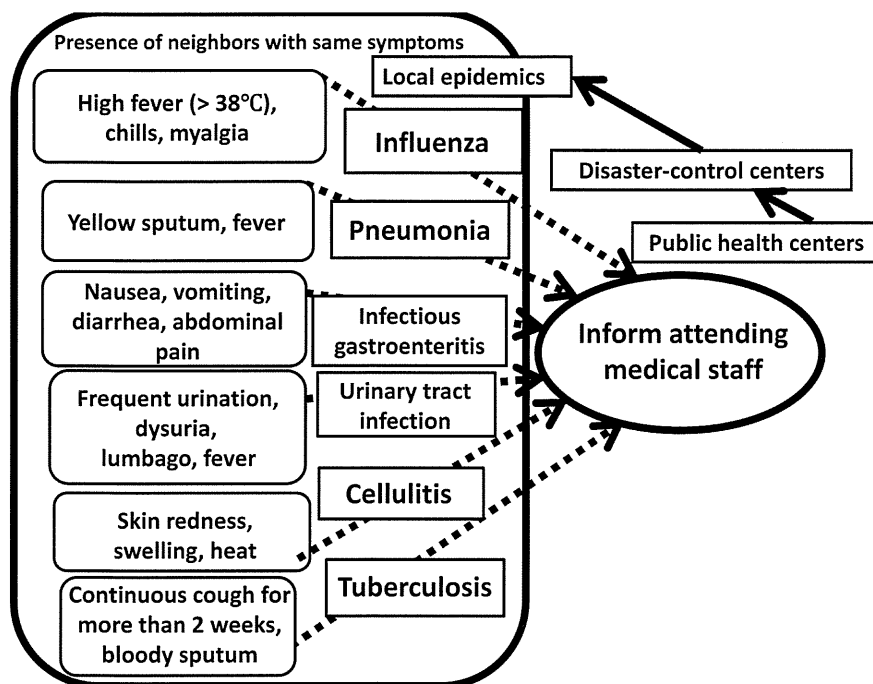 Presence of neighbors with same symptoms
Local epidemics
High fever (> 38℃),
chills, myalgia
Influenza
Disaster-control centers
Yellow sputum, fever
Pneumonia
Public health centers
Nausea, vomiting,
diarrhea, abdominal
pain
Infectious
gastroenteritis
Inform attending
medical staff
Frequent urination,
dysuria,
lumbago, fever
Urinary tract
infection
Skin redness,
swelling, heat
Cellulitis
Continuous cough for
more than 2 weeks,
bloody sputum
Tuberculosis